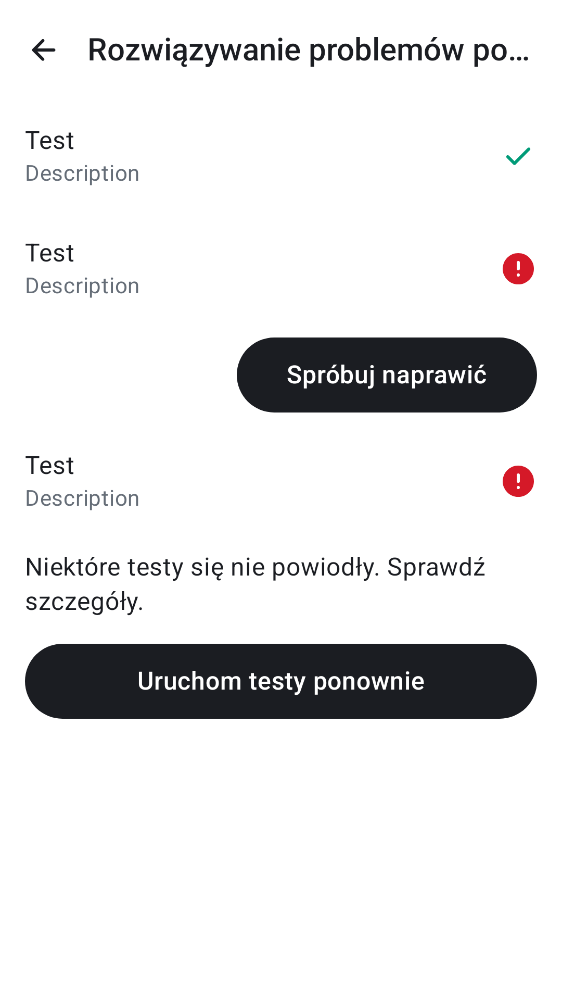 Rozwiązywanie problemów po...
Test
Description
Test
Description
Spróbuj naprawić
Test
Description
Niektóre testy się nie powiodły. Sprawdź
szczegóły.
Uruchom testy ponownie